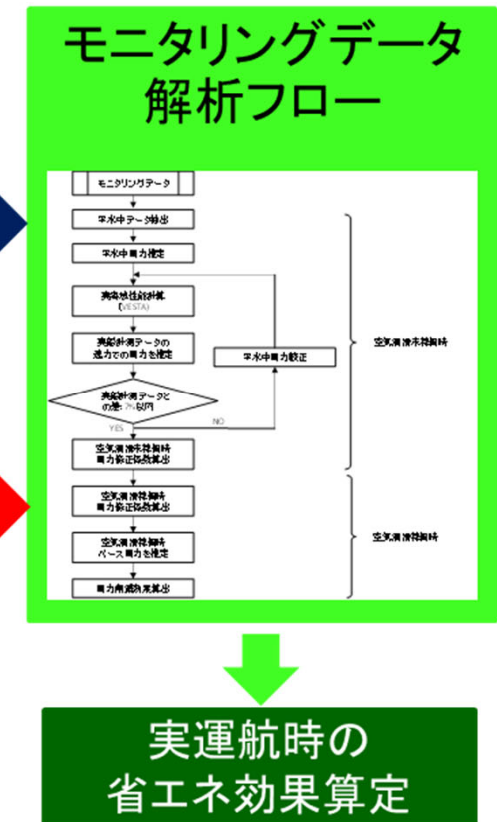 モニタリングデータ
解析フロー
モニタリングデータ
平水中データ抽出
平水中馬力推定
実海域性能計算
(VESTA)
実船計測データの
速力での馬力を推定
平水中馬力較正
実船計測データと
の差: 2%以内
YES
NO
空気潤滑未稼働時
馬力修正係数算出
空気潤滑稼働時
馬力修正係数算出
空気潤滑稼働時
ベース馬力を推定
馬力削減効果算出
空気潤滑未稼働時
空気潤滑稼働時
実運航時の
省エネ効果算定